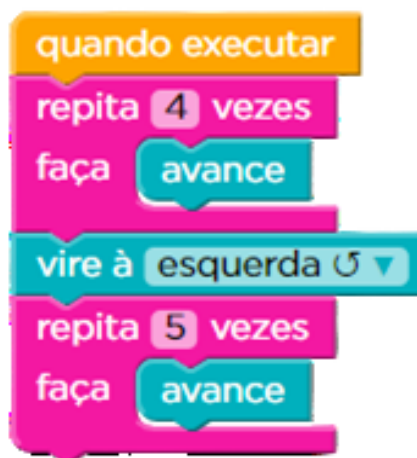 quando executar
repita 4 vezes
faça avance
vire à esquerda ↺ ▼
repita 5 vezes
faça avance